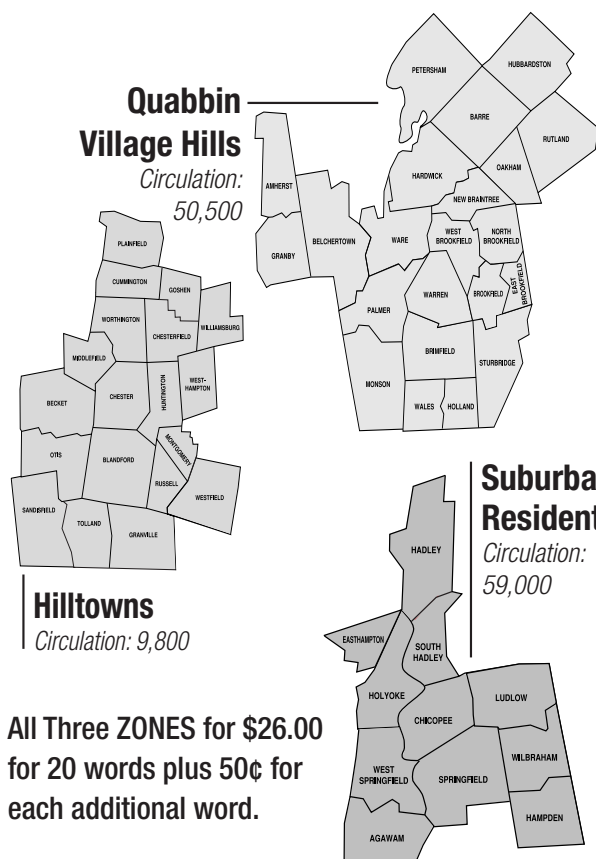 Quabbin
Village Hills
Circulation:
50,500
PETERSHAM
HUBBARDSTON
BARRE
RUTLAND
OAKHAM
HARDWICK
NEW BRAINTREE
AMHERST
BELCHERTOWN
GRANBY
WARE
WEST
BROOKFIELD
NORTH
BROOKFIELD
EAST
BROOKFIELD
BROOKFIELD
WARREN
PALMER
BRIMFIELD
STURBRIDGE
MONSON
WALES
HOLLAND
PLAINFIELD
CUMMINGTON
GOSHEN
WORTHINGTON
CHESTERFIELD
WILLIAMSBURG
MIDDLEFIELD
WEST-
HAMPTON
HUNTINGTON
CHESTER
BECKET
MONTGOMERY
OTIS
BLANDFORD
RUSSELL
WESTFIELD
SANDISFIELD
TOLLAND
GRANVILLE
Hilltowns
Circulation: 9,800
Suburba
Resident
Circulation:
59,000
HADLEY
EASTHAMPTON
SOUTH
HADLEY
HOLYOKE
LUDLOW
CHICOPEE
WILBRAHAM
WEST
SPRINGFIELD
SPRINGFIELD
HAMPDEN
AGAWAM
All Three ZONES for $26.00
for 20 words plus 50¢ for
each additional word.